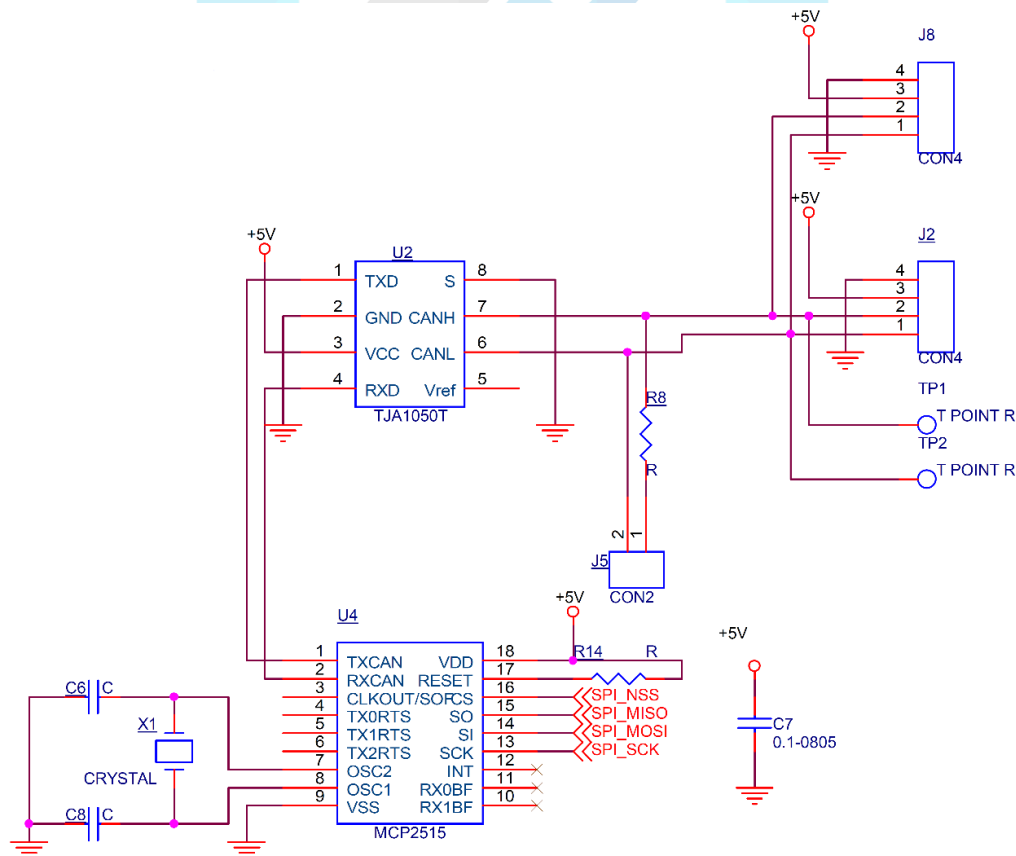 +5V
J8
4
3
2
1
CON4
+5V
J2
4
3
2
1
CON4
+5V
U2
1 TXD S 8
2 GND CANH 7
3 VCC CANL 6
4 RXD Vref 5
TJA1050T
R8
R
TP1
T POINT R
TP2
T POINT R
2 1
J5
CON2
+5V
U4
R14 R
1 TXCAN VDD 18
2 RXCAN RESET 17
3 CLKOUT/SOF CS 16 SPI_NSS
4 TX0RTS SO 15 SPI_MISO
5 TX1RTS SI 14 SPI_MOSI
6 TX2RTS SCK 13 SPI_SCK
7 OSC2 INT 12
8 OSC1 RX0BF 11
9 VSS RX1BF 10
MCP2515
C6 C
X1
CRYSTAL
C8 C
+5V
C7
0.1-0805